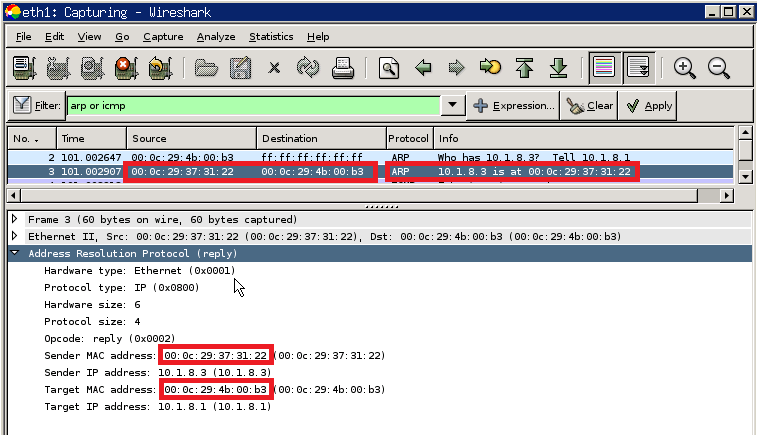 eth1: Capturing - Wireshark
File Edit View Go Capture Analyze Statistics Help
Filter: arp or icmp Expression... Clear Apply
No. . Time Source Destination Protocol Info
2 101.002647 00:0c:29:4b:00:b3 ff:ff:ff:ff:ff:ff ARP Who has 10.1.8.3? Tell 10.1.8.1
3 101.002907 00:0c:29:37:31:22 00:0c:29:4b:00:b3 ARP 10.1.8.3 is at 00:0c:29:37:31:22
Frame 3 (60 bytes on wire, 60 bytes captured)
Ethernet II, Src: 00:0c:29:37:31:22 (00:0c:29:37:31:22), Dst: 00:0c:29:4b:00:b3 (00:0c:29:4b:00:b3)
Address Resolution Protocol (reply)
Hardware type: Ethernet (0x0001)
Protocol type: IP (0x0800)
Hardware size: 6
Protocol size: 4
Opcode: reply (0x0002)
Sender MAC address: 00:0c:29:37:31:22 (00:0c:29:37:31:22)
Sender IP address: 10.1.8.3 (10.1.8.3)
Target MAC address: 00:0c:29:4b:00:b3 (00:0c:29:4b:00:b3)
Target IP address: 10.1.8.1 (10.1.8.1)